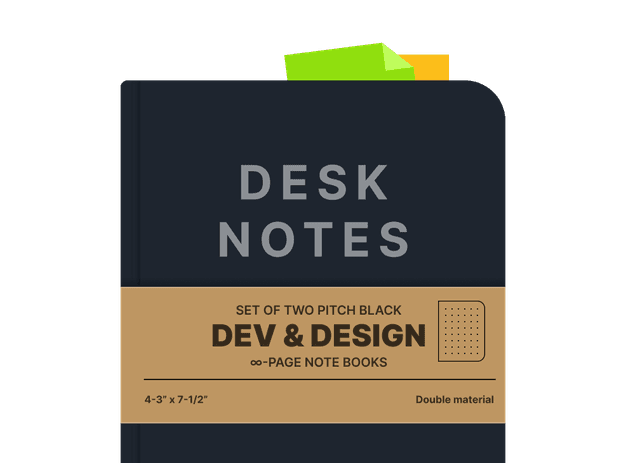 DESK
NOTES
SET OF TWO PITCH BLACK
DEV & DESIGN
∞-PAGE NOTE BOOKS
4-3” x 7-1/2”
Double material